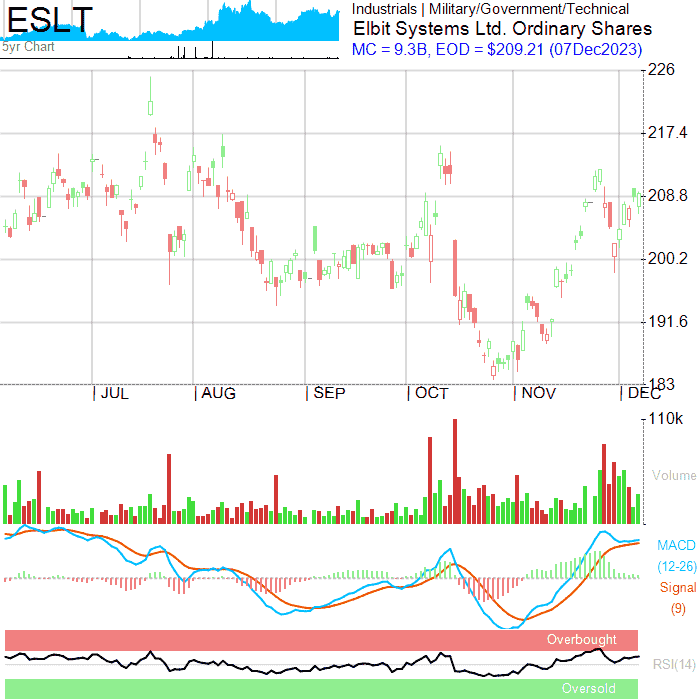 ESLT
5yr Chart
Industrials | Military/Government/Technical
Elbit Systems Ltd. Ordinary Shares
MC = 9.3B, EOD = $209.21 (07Dec2023)
226
217.4
208.8
200.2
191.6
183
JUL AUG SEP OCT NOV DEC
110k
Volume
MACD
(12-26)
Signal
(9)
Overbought
RSI(14)
Oversold